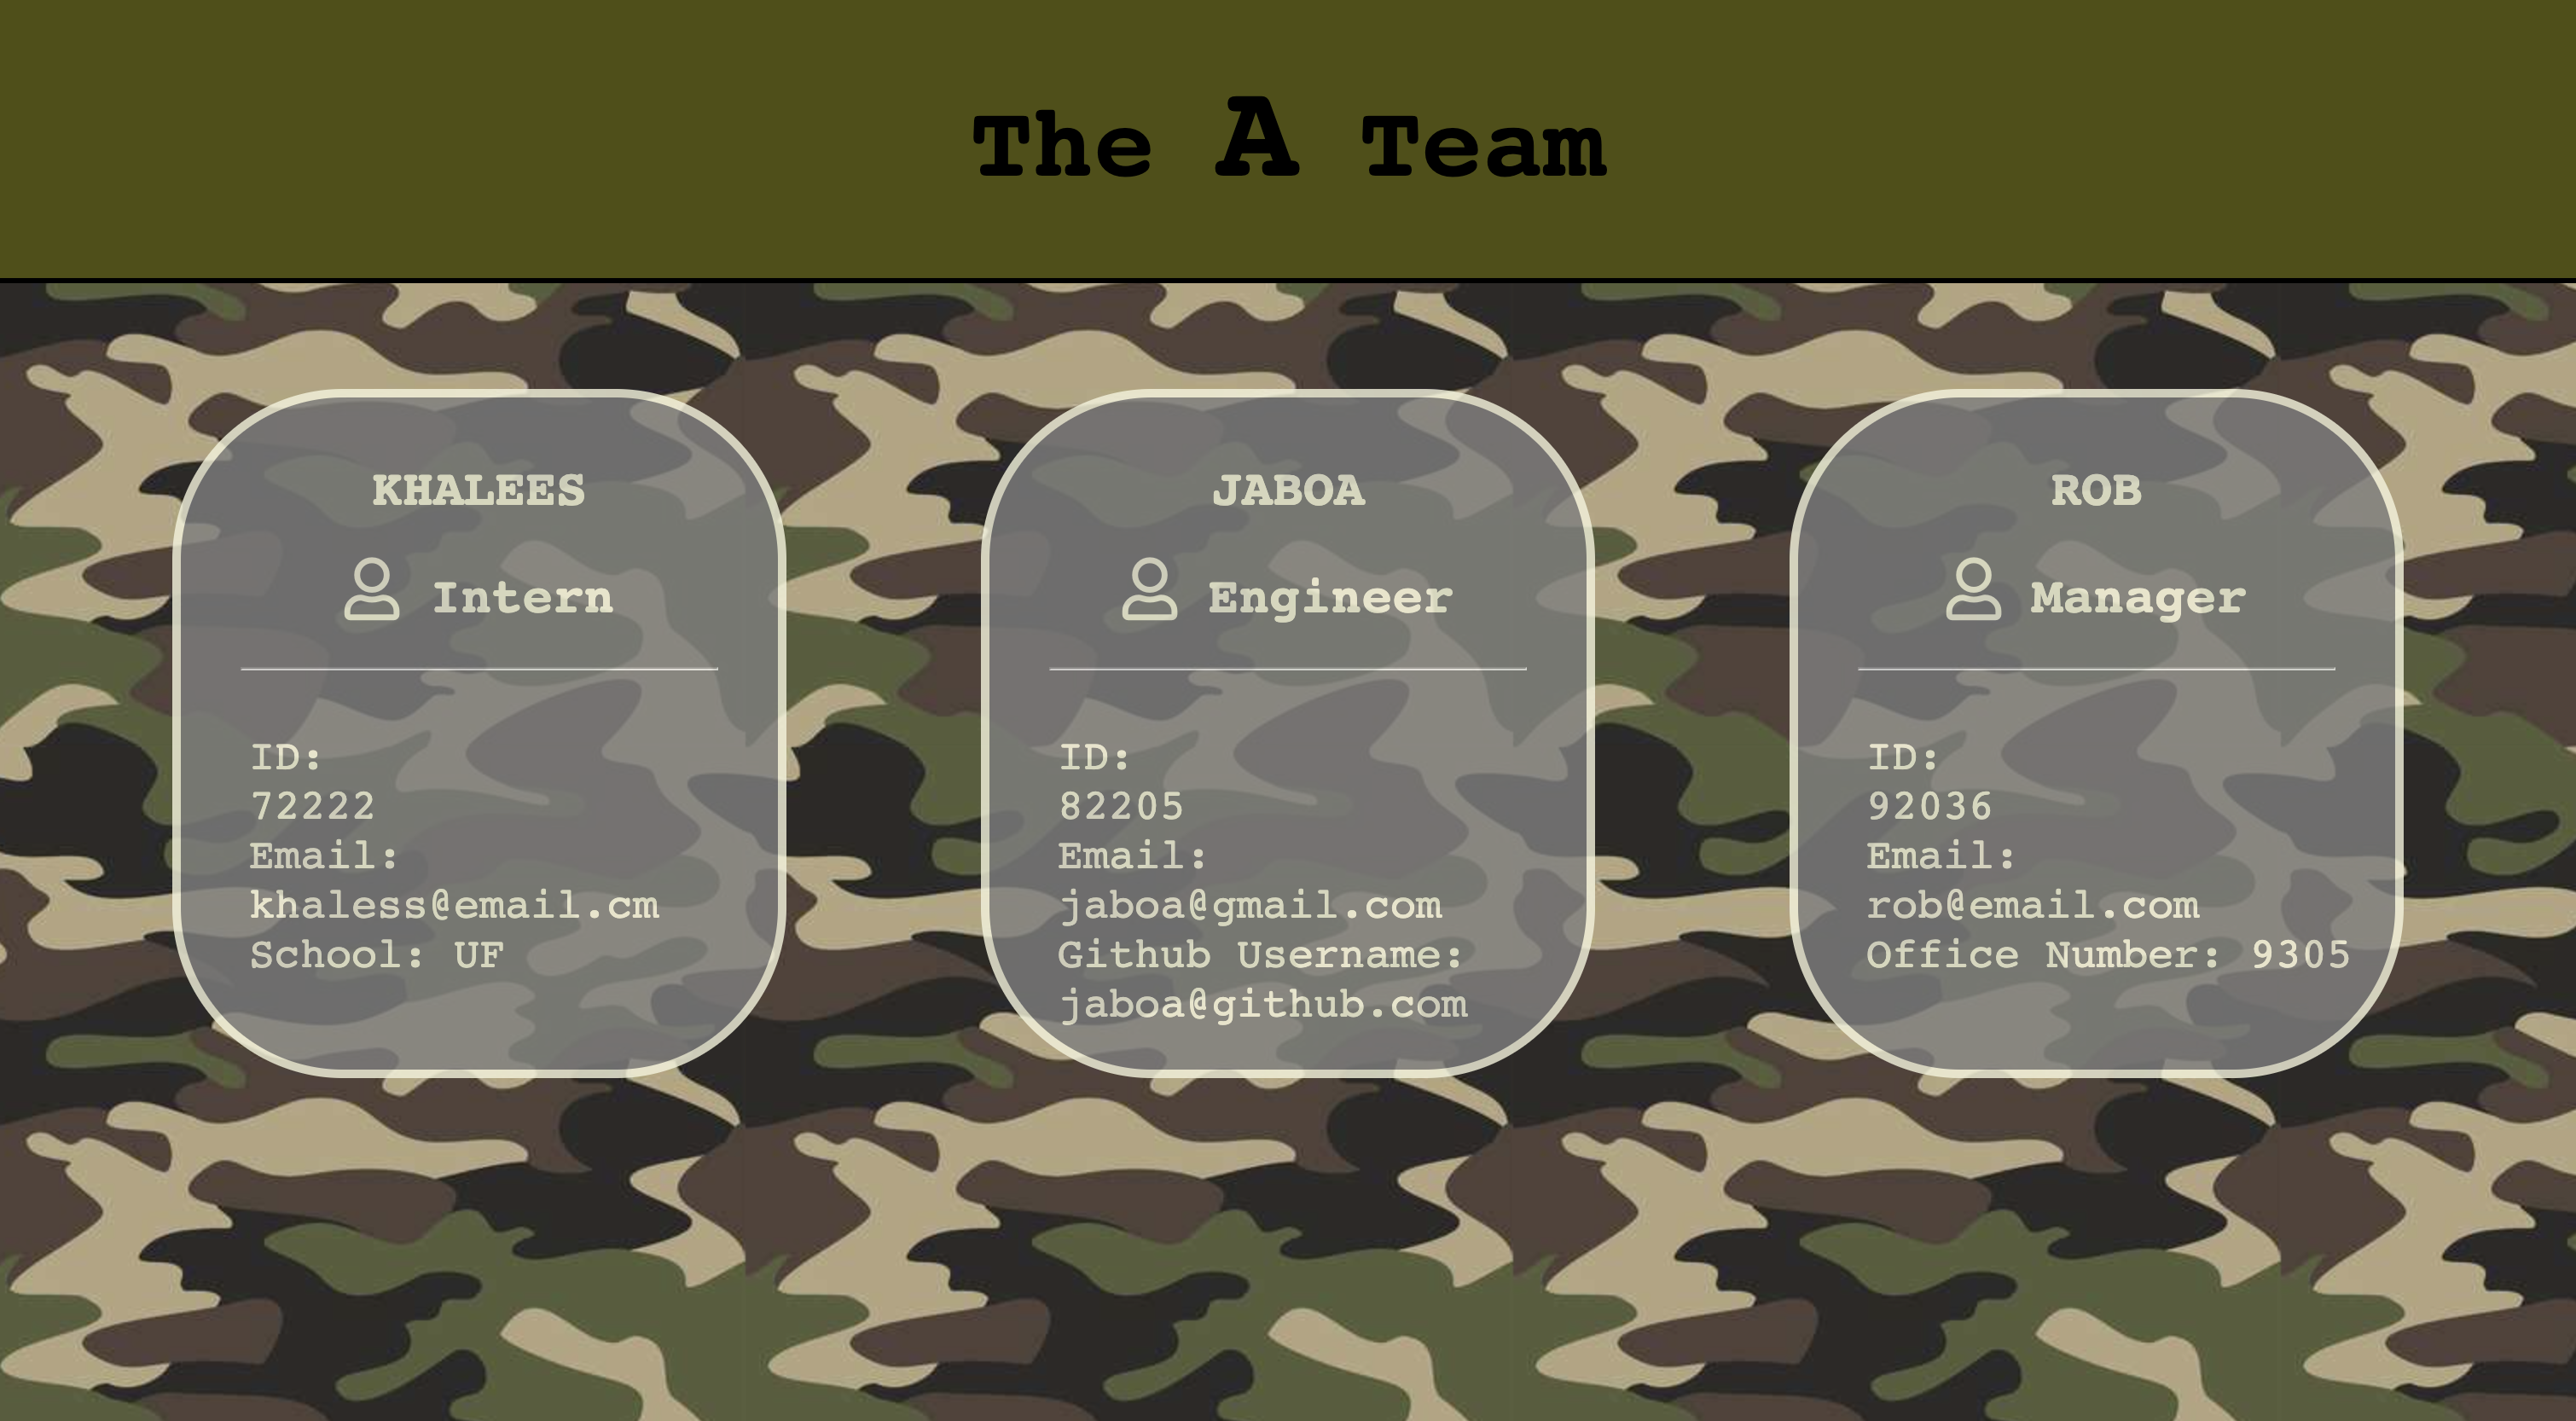 The A Team
KHALEES
Intern
ID:
72222
Email:
khaless@email.cm
School: UF
JABOA
Engineer
ID:
82205
Email:
jaboa@gmail.com
Github Username:
jaboa@github.com
ROB
Manager
ID:
92036
Email:
rob@email.com
Office Number: 9305